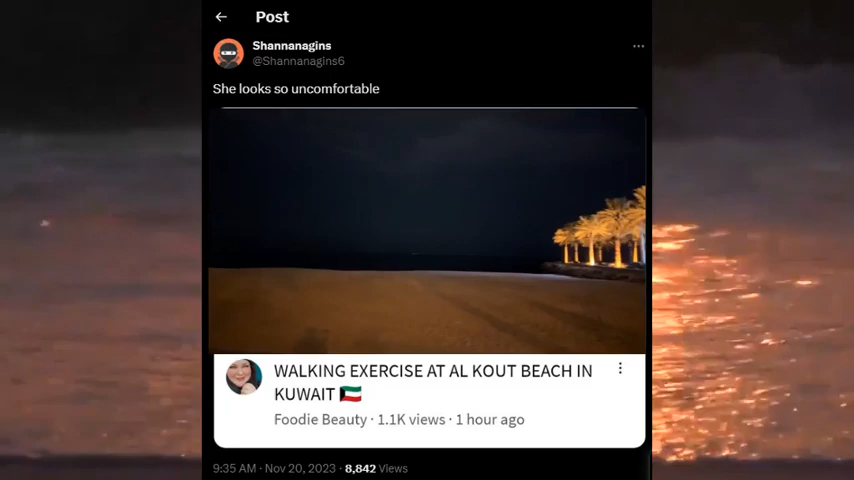 Post
Shannanagins
@Shannanagins6
She looks so uncomfortable
WALKING EXERCISE AT AL KOUT BEACH IN
KUWAIT 🇰🇼
Foodie Beauty · 1.1K views · 1 hour ago
9:35 AM · Nov 20, 2023 · 8,842 Views